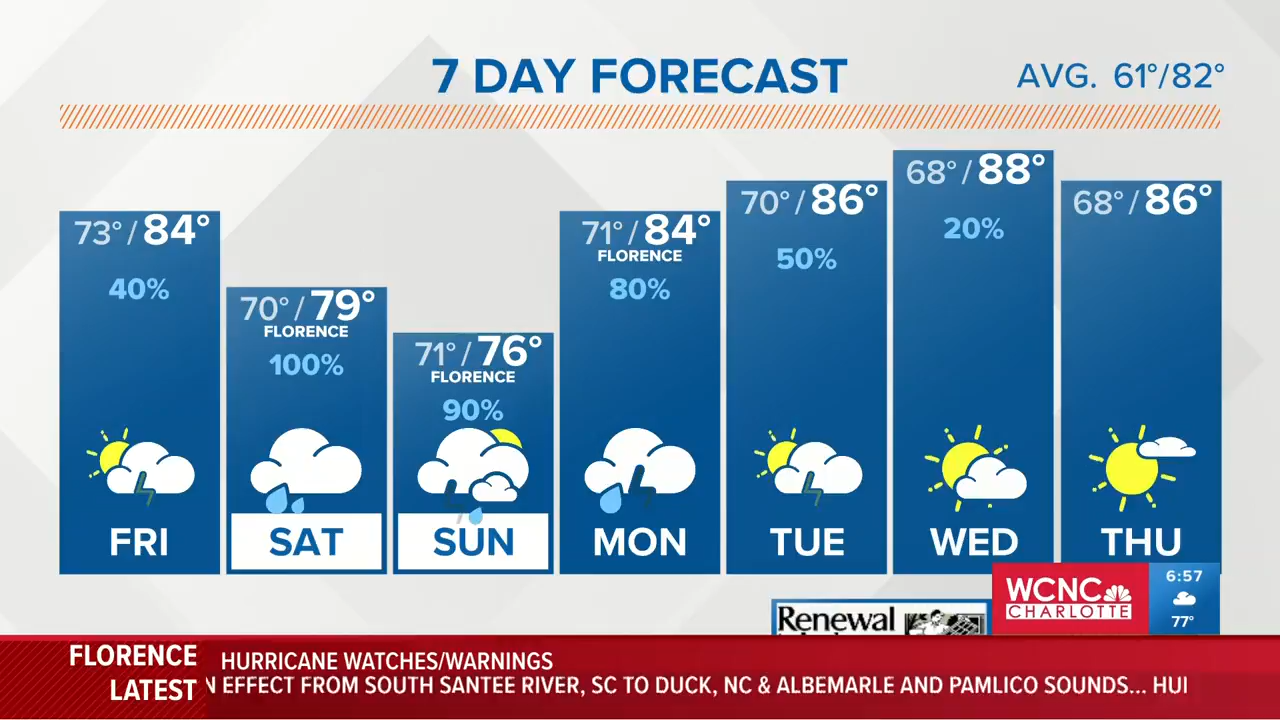 7 DAY FORECAST
AVG. 61°/82°
73°/84°
40%
FRI
70°/79°
FLORENCE
100%
SAT
71°/76°
FLORENCE
90%
SUN
71°/84°
FLORENCE
80%
MON
70°/86°
50%
TUE
68°/88°
20%
WED
68°/86°
THU
Renewal
WCNC
CHARLOTTE
6:57
77°
FLORENCE
LATEST
HURRICANE WATCHES/WARNINGS
N EFFECT FROM SOUTH SANTEE RIVER, SC TO DUCK, NC & ALBEMARLE AND PAMLICO SOUNDS... HUI